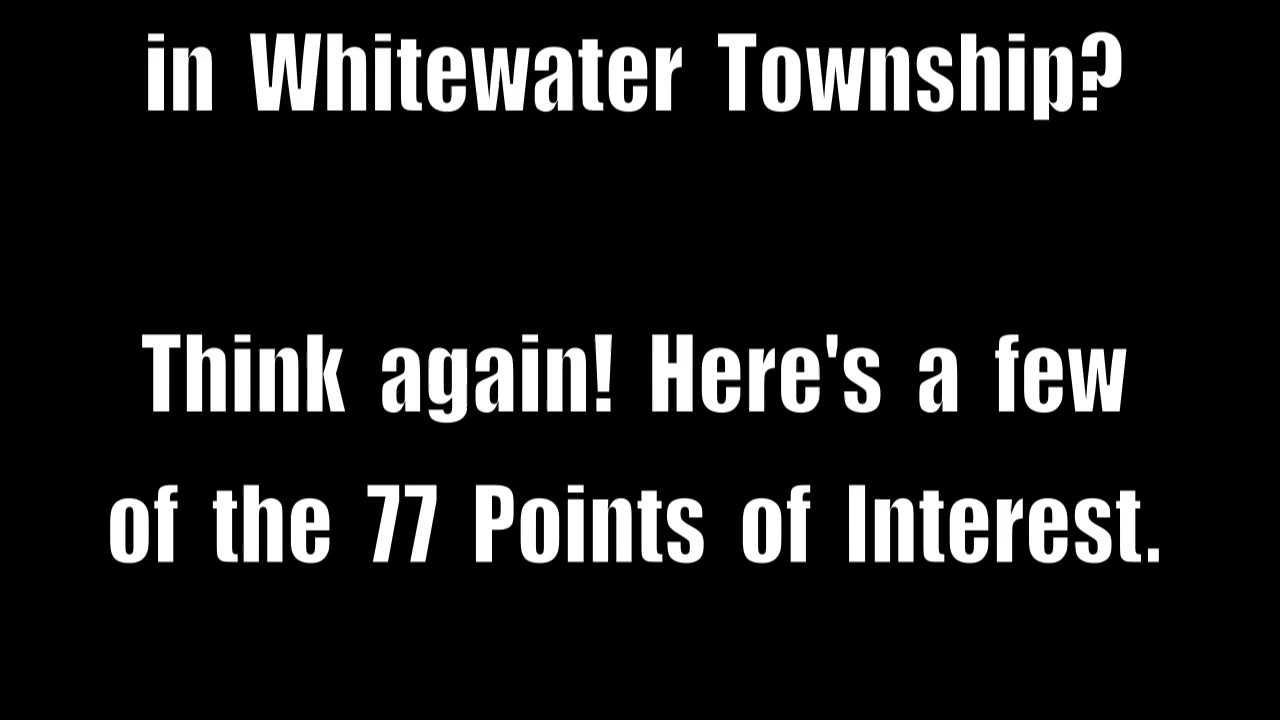 in Whitewater Township?
Think again! Here's a few
of the 77 Points of Interest.